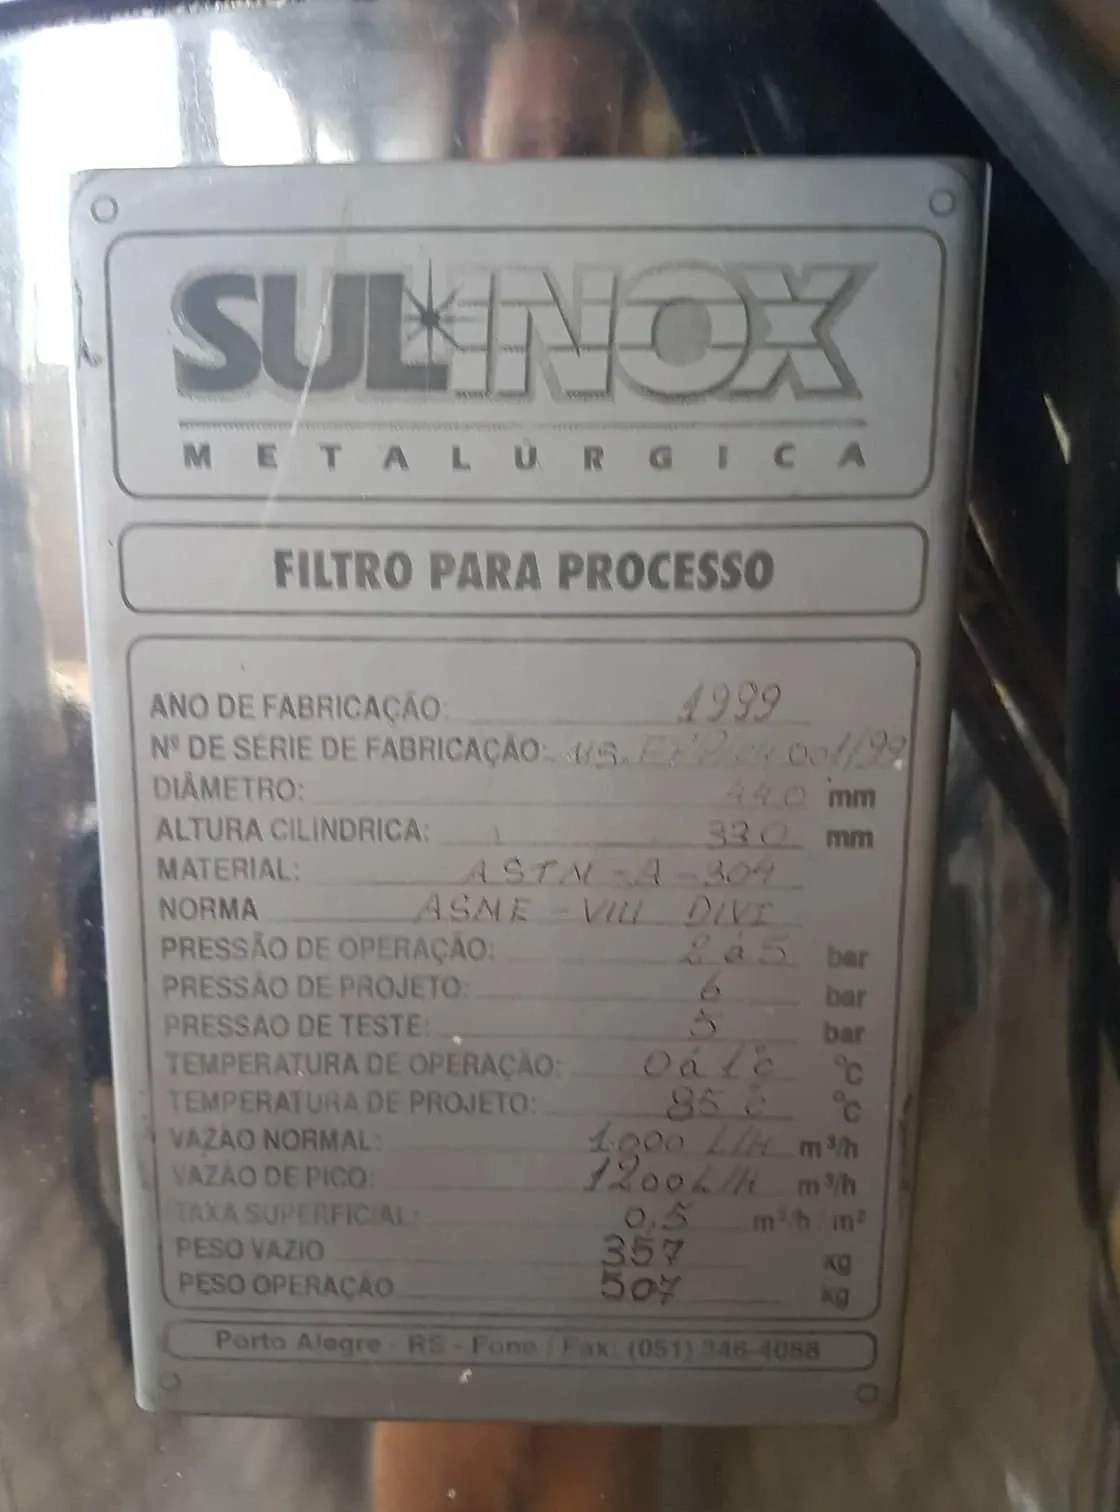 SULINOX
METALÚRGICA
FILTRO PARA PROCESSO
ANO DE FABRICAÇÃO: 1999
Nº DE SÉRIE DE FABRICAÇÃO:
DIÂMETRO: 440 mm
ALTURA CILÍNDRICA: 330 mm
MATERIAL: ASTM-A-304
NORMA ASME-VIII DIVI
PRESSÃO DE OPERAÇÃO: 2 à 5 bar
PRESSÃO DE PROJETO: 6 bar
PRESSÃO DE TESTE: 5 bar
TEMPERATURA DE OPERAÇÃO: 0 á 1°c °C
TEMPERATURA DE PROJETO: 85°c °C
VAZÃO NORMAL: 1.000 L/H m³/h
VAZÃO DE PICO: 1200 L/H m³/h
TAXA SUPERFICIAL: 0,5 m³/h/m²
PESO VAZIO 357 kg
PESO OPERAÇÃO 507 kg
Porto Alegre - RS - Fone / Fax: (051) 346-4088